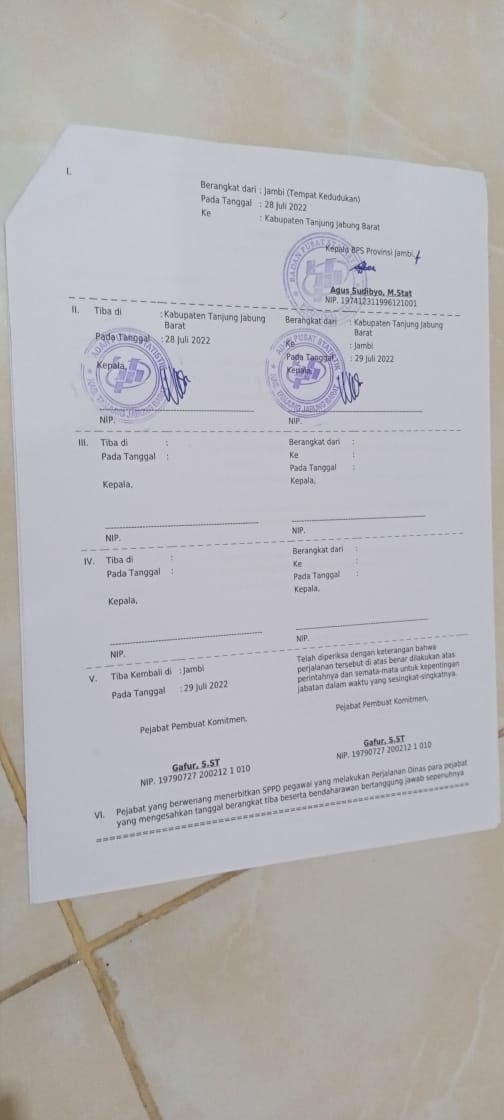 I.
Berangkat dari : Jambi (Tempat Kedudukan)
Pada Tanggal : 28 Juli 2022
Ke : Kabupaten Tanjung Jabung Barat
Kepala BPS Provinsi Jambi
Agus Sudibyo, M.Stat
NIP. 197412311996121001
II. Tiba di : Kabupaten Tanjung Jabung
Barat
Pada Tanggal : 28 Juli 2022
Kepala,
NIP.
Berangkat dari : Kabupaten Tanjung Jabung
Barat
Ke : Jambi
Pada Tanggal : 29 Juli 2022
Kepala,
NIP.
III. Tiba di :
Pada Tanggal :
Kepala,
NIP.
Berangkat dari :
Ke :
Pada Tanggal :
Kepala,
NIP.
IV. Tiba di :
Pada Tanggal :
Kepala,
NIP.
Berangkat dari :
Ke :
Pada Tanggal :
Kepala,
NIP.
V. Tiba Kembali di : Jambi
Pada Tanggal : 29 Juli 2022
Pejabat Pembuat Komitmen,
Gafur, S.ST
NIP. 19790727 200212 1 010
Telah diperiksa dengan keterangan bahwa
perjalanan tersebut di atas benar dilakukan atas
perintahnya dan semata-mata untuk kepentingan
jabatan dalam waktu yang sesingkat-singkatnya.
Pejabat Pembuat Komitmen,
Gafur, S.ST
NIP. 19790727 200212 1 010
VI. Pejabat yang berwenang menerbitkan SPPD pegawai yang melakukan Perjalanan Dinas para pejabat
yang mengesahkan tanggal berangkat tiba beserta bendaharawan bertanggung jawab sepenuhnya